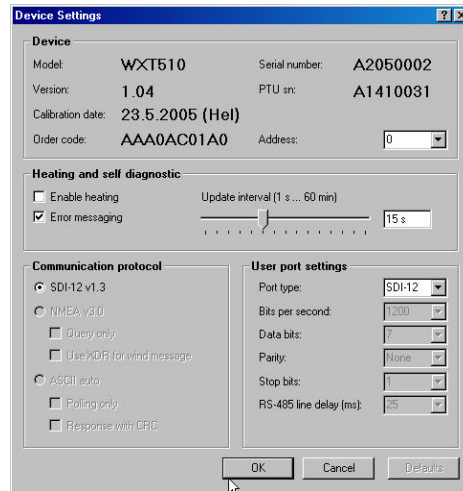 Device Settings
Device
Model: WXT510 Serial number: A2050002
Version: 1.04 PTU sn: A1410031
Calibration date: 23.5.2005 (Hel)
Order code: AAA0AC01A0 Address: 0
Heating and self diagnostic
Enable heating Update interval (1 s ... 60 min)
Error messaging 15 s
Communication protocol
SDI-12 v1.3
NMEA v3.0
Query only
Use XDR for wind message
ASCII auto
Polling only
Response with CRC
User port settings
Port type: SDI-12
Bits per second: 1200
Data bits: 7
Parity: None
Stop bits: 1
RS-485 line delay (ms): 25
OK Cancel Defaults